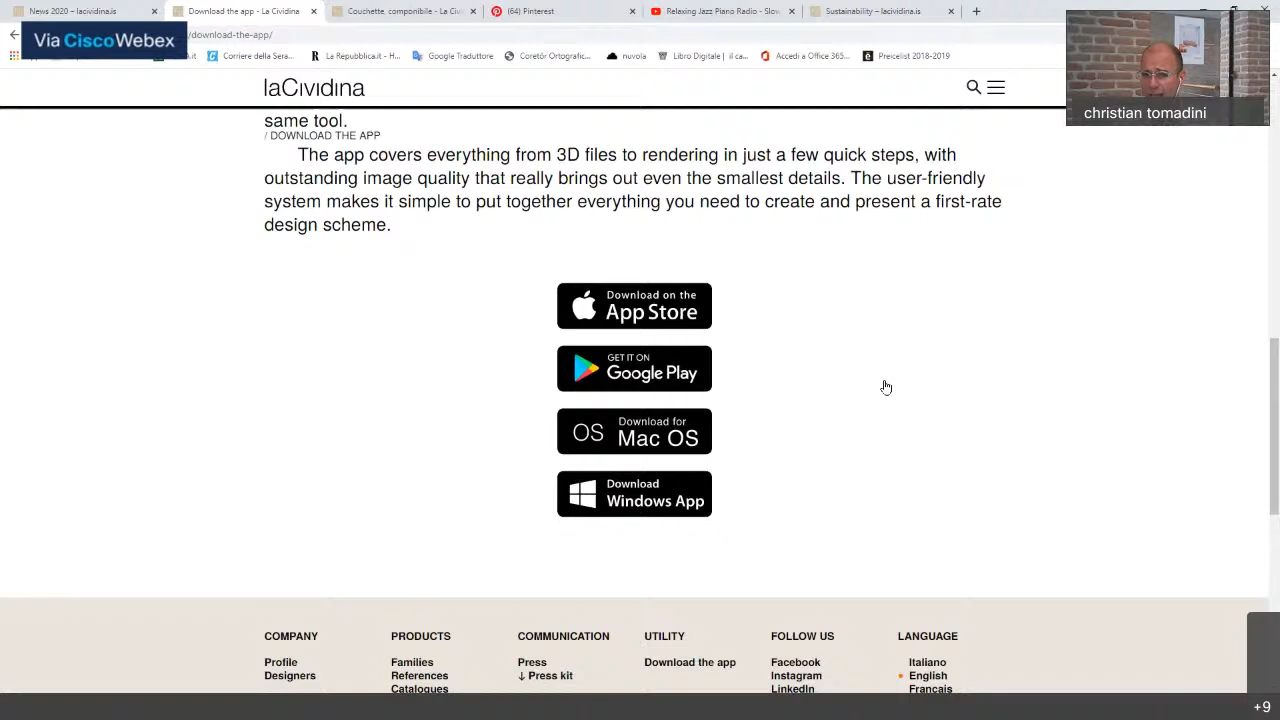 News 2020 – lacividina.is
Download the app - La Cividina
Couchette, componibile - La Civi
(64) Pinterest
Relaxing Jazz Piano Radio - Slow
Sustainability – lacividina.is
Via CiscoWebex
/download-the-app/
Corriere della Sera...
La Repubblica.it - H...
Google Traduttore
nuvola
Libro Digitale | il ca...
Accedi a Office 365...
Pricelist 2018-2019
laCividina
christian tomadini
same tool.
/ DOWNLOAD THE APP
The app covers everything from 3D files to rendering in just a few quick steps, with
outstanding image quality that really brings out even the smallest details. The user-friendly
system makes it simple to put together everything you need to create and present a first-rate
design scheme.
Download on the
App Store
GET IT ON
Google Play
OS Download for
Mac OS
Download
Windows App
COMPANY PRODUCTS COMMUNICATION UTILITY FOLLOW US LANGUAGE
Profile Families Press Download the app Facebook Italiano
Designers References ↓ Press kit Instagram English
Catalogues LinkedIn Français
+9